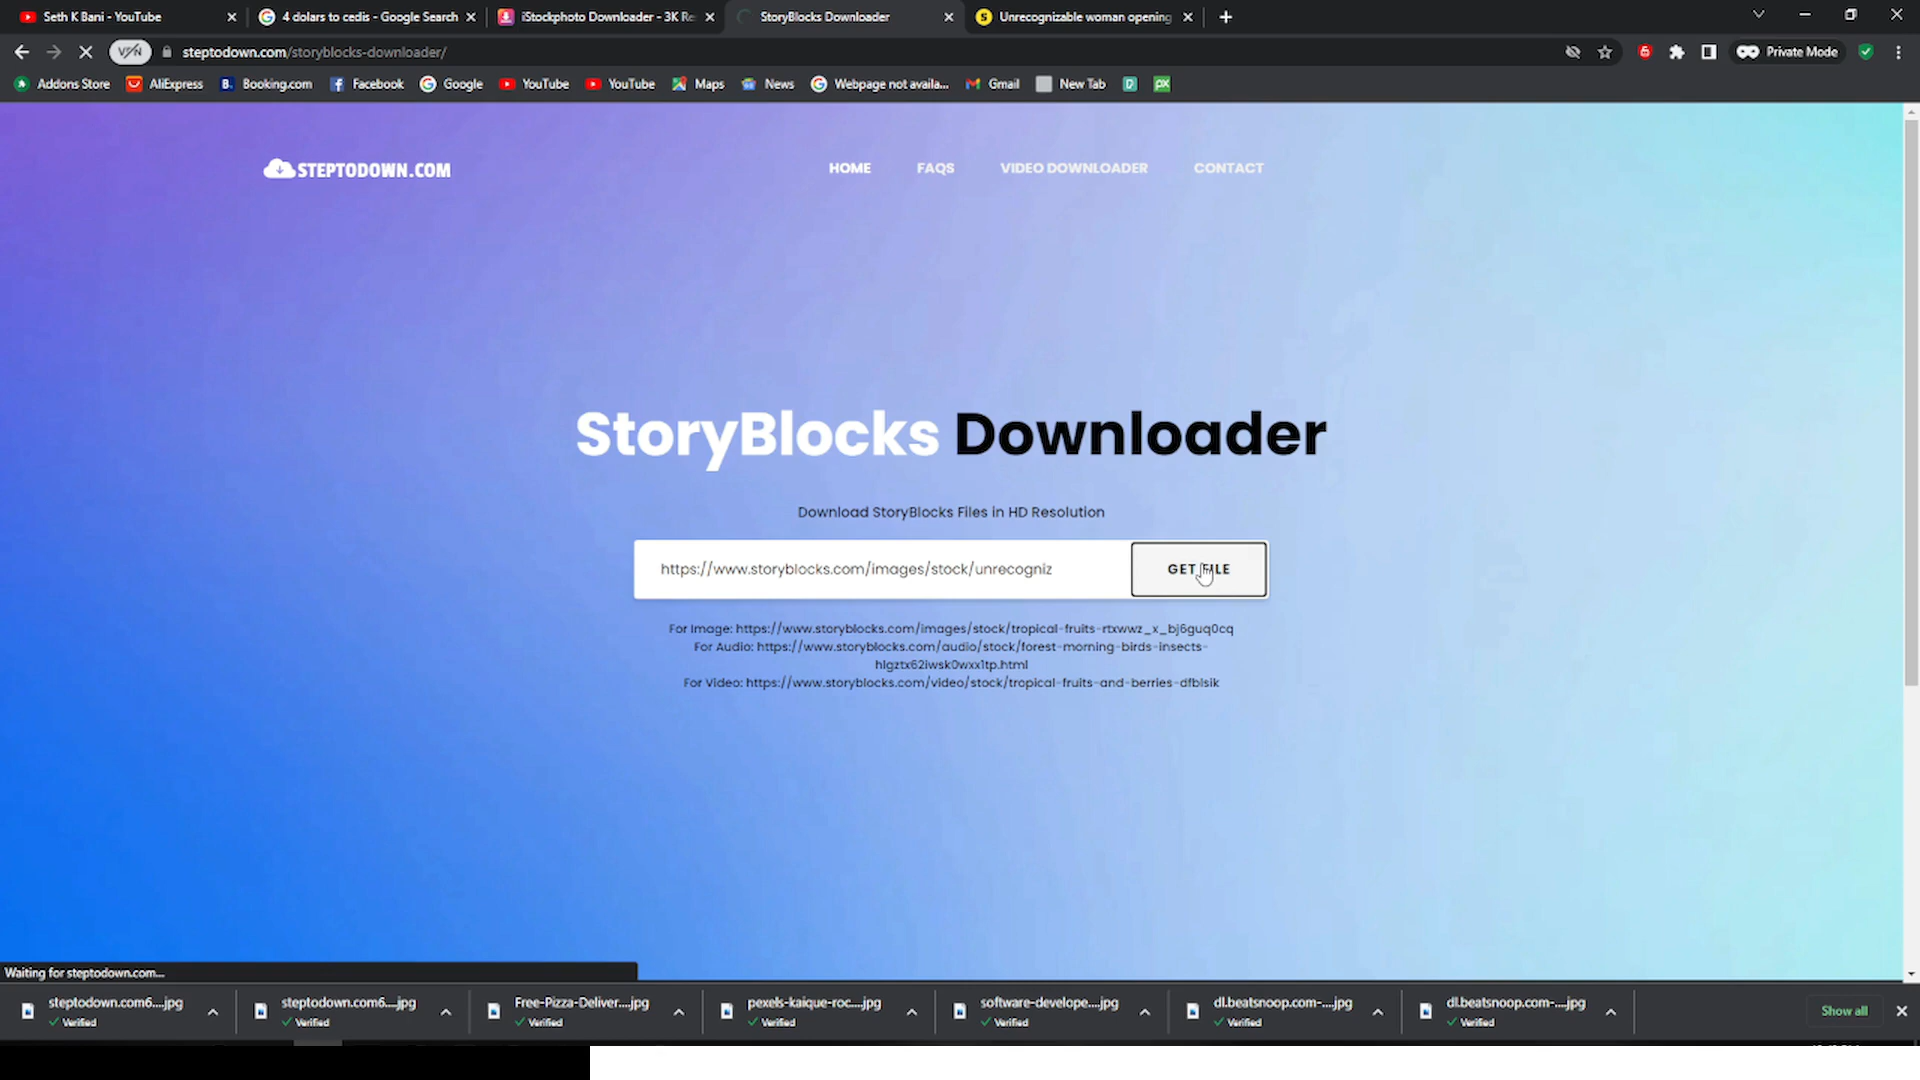 Seth K Bani - YouTube
4 dolars to cedis - Google Search
iStockphoto Downloader - 3K Re
StoryBlocks Downloader
Unrecognizable woman opening
VPN
steptodown.com/storyblocks-downloader/
6
Private Mode
Addons Store
AliExpress
B.
Booking.com
Facebook
Google
YouTube
YouTube
Maps
News
Webpage not availa...
Gmail
New Tab
D
px
STEPTODOWN.COM
HOME
FAQS
VIDEO DOWNLOADER
CONTACT
StoryBlocks Downloader
Download StoryBlocks Files in HD Resolution
https://www.storyblocks.com/images/stock/unrecogniz
GET FILE
For Image: https://www.storyblocks.com/images/stock/tropical-fruits-rtxwwz_x_bj6guq0cq
For Audio: https://www.storyblocks.com/audio/stock/forest-morning-birds-insects-
hlgztx62iwsk0wxx1tp.html
For Video: https://www.storyblocks.com/video/stock/tropical-fruits-and-berries-dfblsik
Waiting for steptodown.com...
steptodown.com6....jpg
Verified
steptodown.com6....jpg
Verified
Free-Pizza-Deliver....jpg
Verified
pexels-kaique-roc....jpg
Verified
software-develope....jpg
Verified
dl.beatsnoop.com-....jpg
Verified
dl.beatsnoop.com-....jpg
Verified
Show all